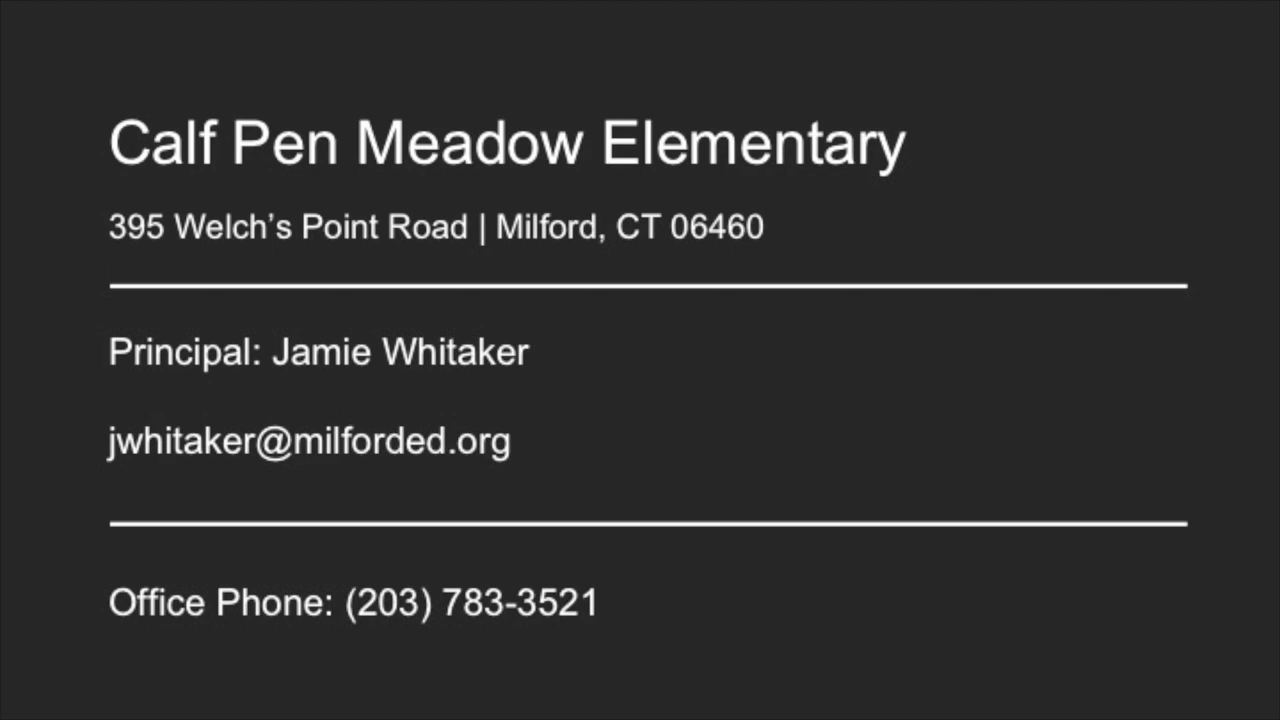 Calf Pen Meadow Elementary
395 Welch’s Point Road | Milford, CT 06460
Principal: Jamie Whitaker
jwhitaker@milforded.org
Office Phone: (203) 783-3521